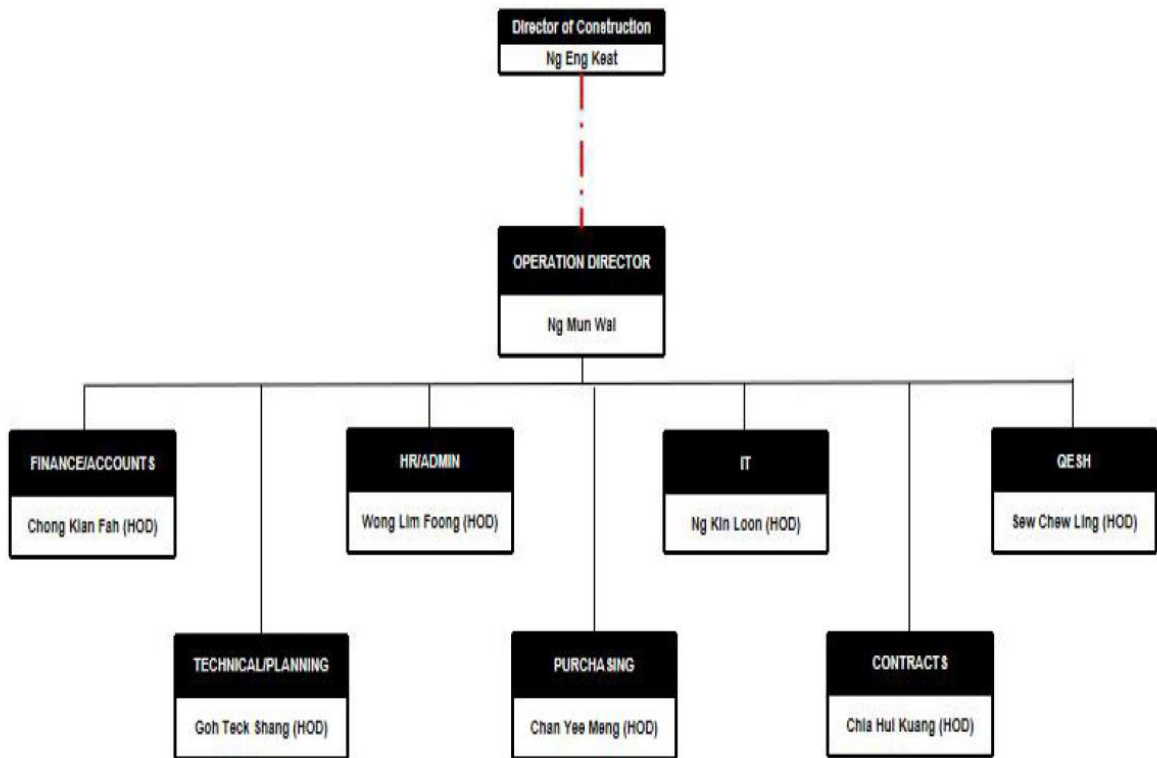 Director of Construction
Ng Eng Keat
OPERATION DIRECTOR
Ng Mun Wai
FINANCE/ACCOUNTS
Chong Kian Fah (HOD)
HR/ADMIN
Wong Lim Foong (HOD)
IT
Ng Kin Loon (HOD)
QESH
Sew Chew Ling (HOD)
TECHNICAL/PLANNING
Goh Teck Shang (HOD)
PURCHASING
Chan Yee Meng (HOD)
CONTRACTS
Chia Hui Kuang (HOD)